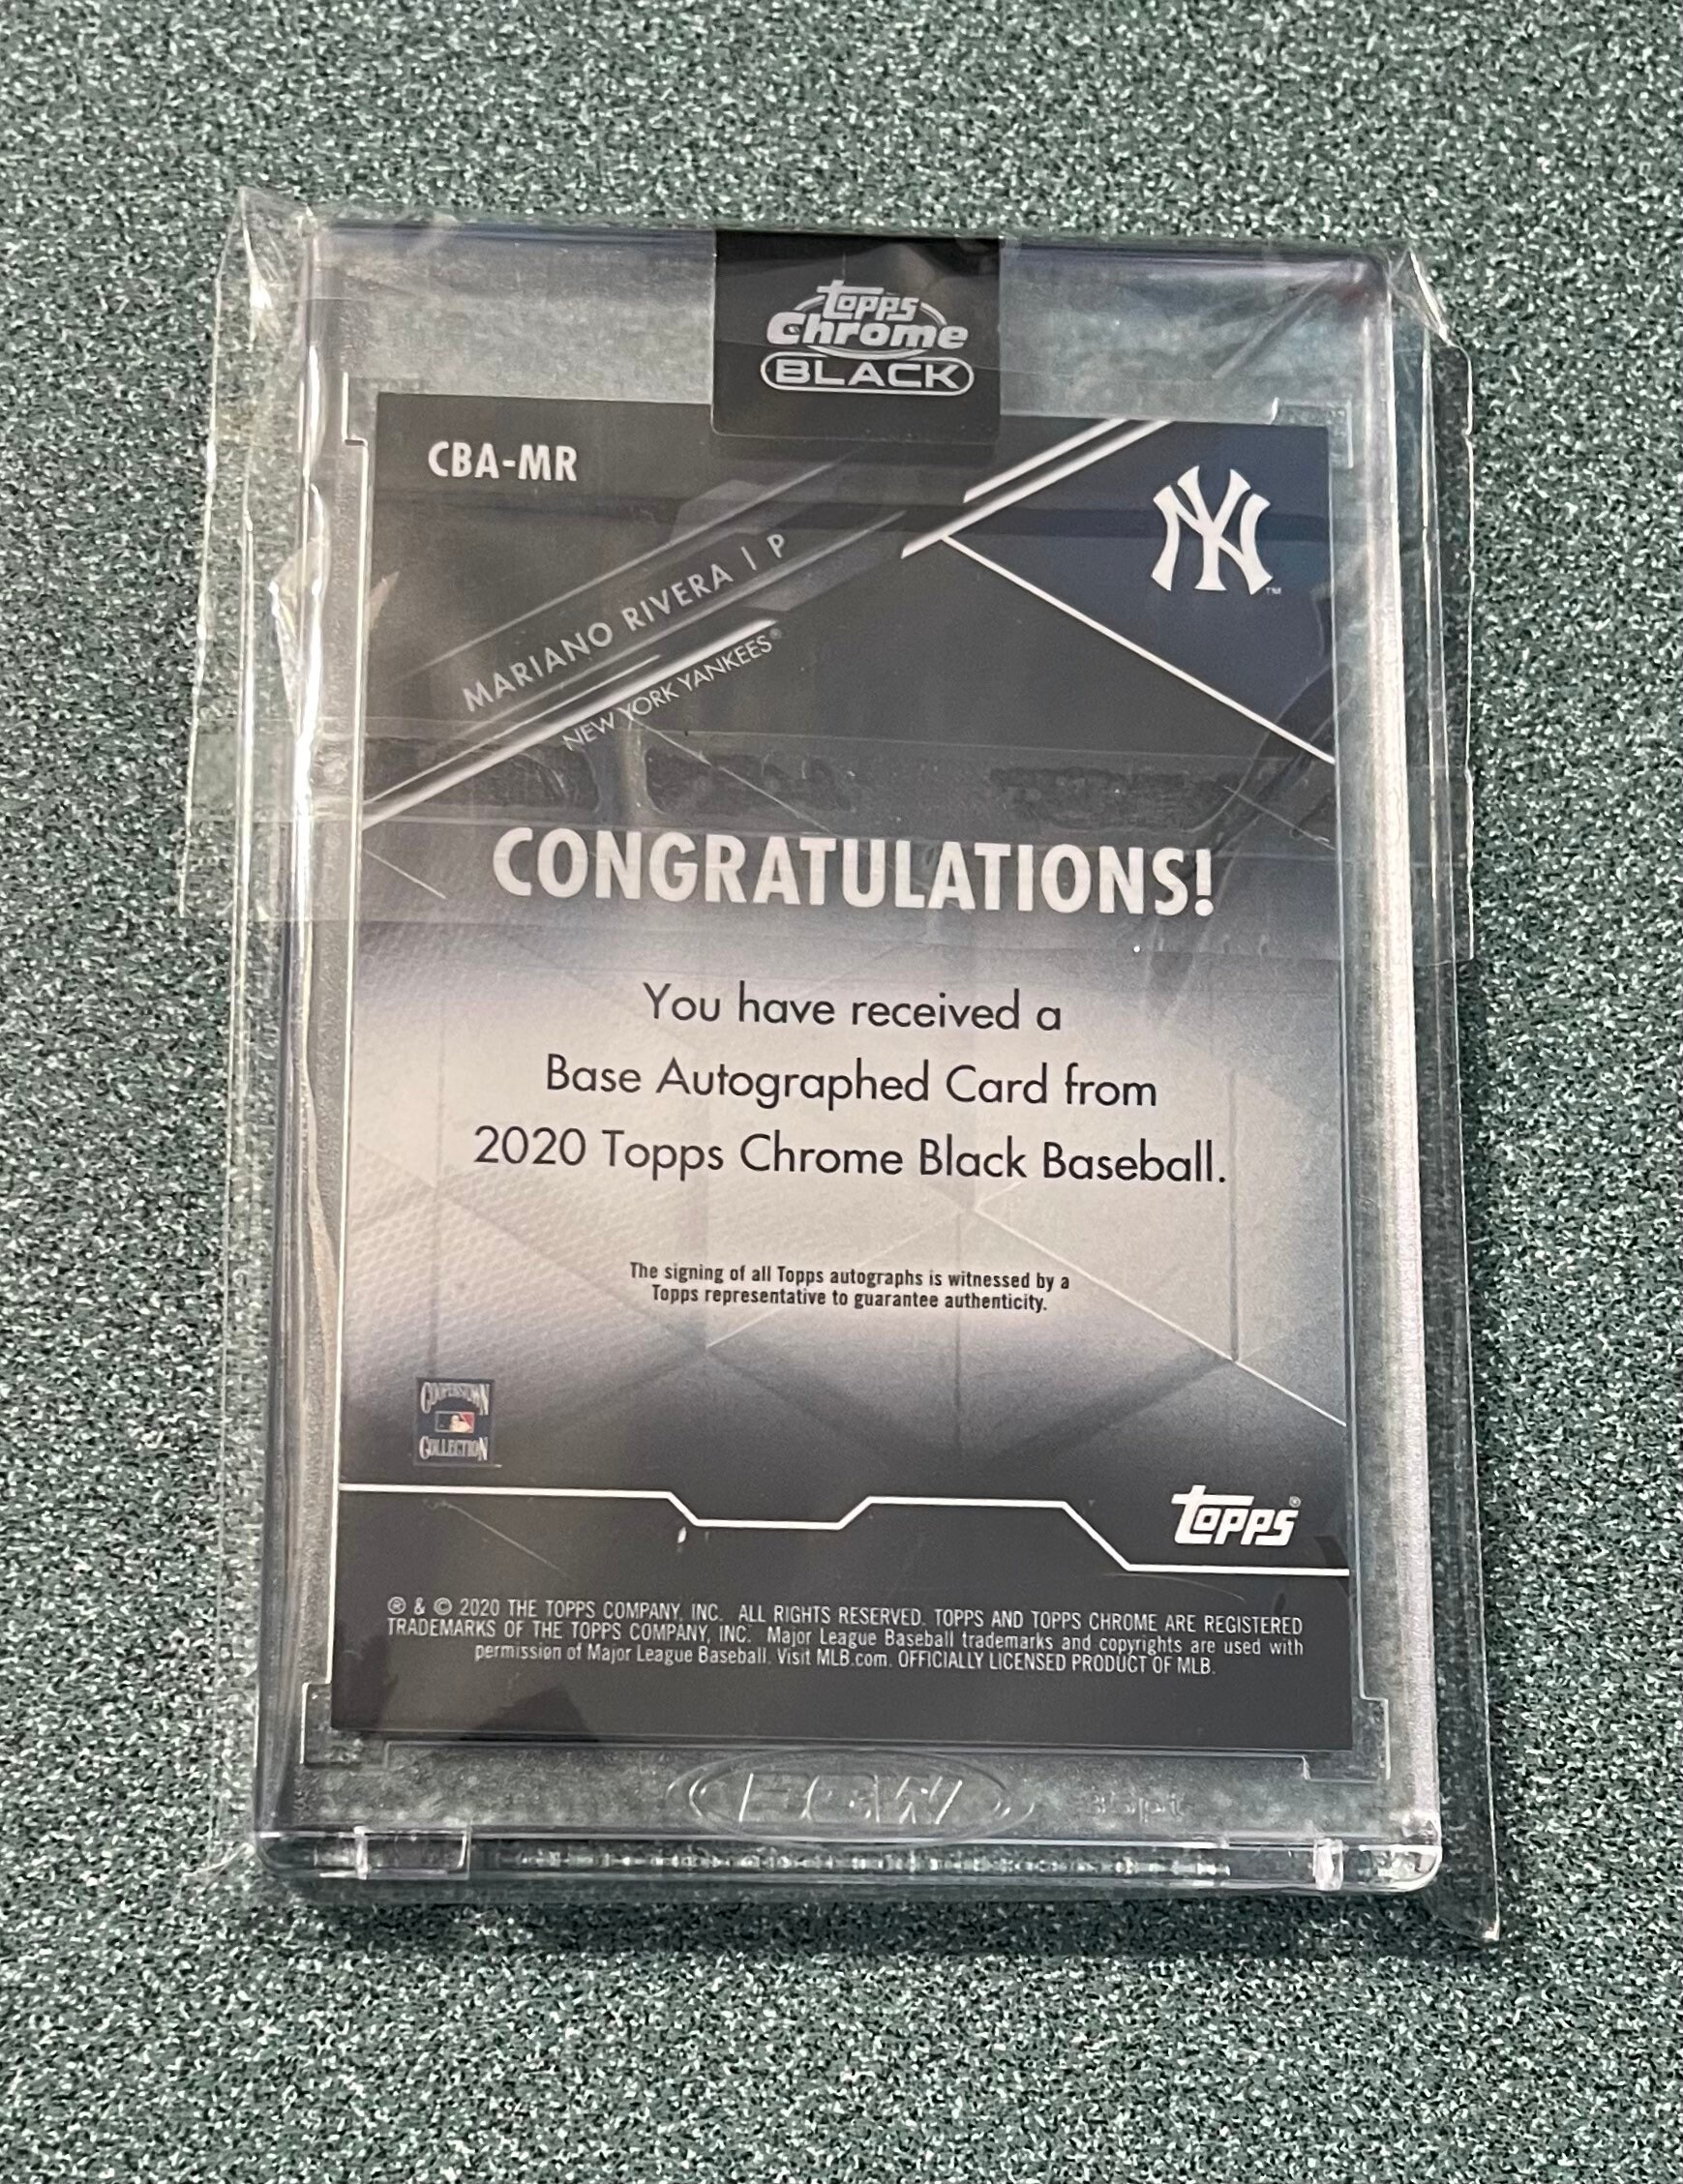 Topps
Chrome
BLACK
CBA-MR
NY
TM
MARIANO RIVERA | P
NEW YORK YANKEES®
CONGRATULATIONS!
You have received a
Base Autographed Card from
2020 Topps Chrome Black Baseball.
The signing of all Topps autographs is witnessed by a
Topps representative to guarantee authenticity.
COOPERSTOWN
COLLECTION
Topps®
® & © 2020 THE TOPPS COMPANY, INC. ALL RIGHTS RESERVED. TOPPS AND TOPPS CHROME ARE REGISTERED
TRADEMARKS OF THE TOPPS COMPANY, INC. Major League Baseball trademarks and copyrights are used with
permission of Major League Baseball. Visit MLB.com. OFFICIALLY LICENSED PRODUCT OF MLB.